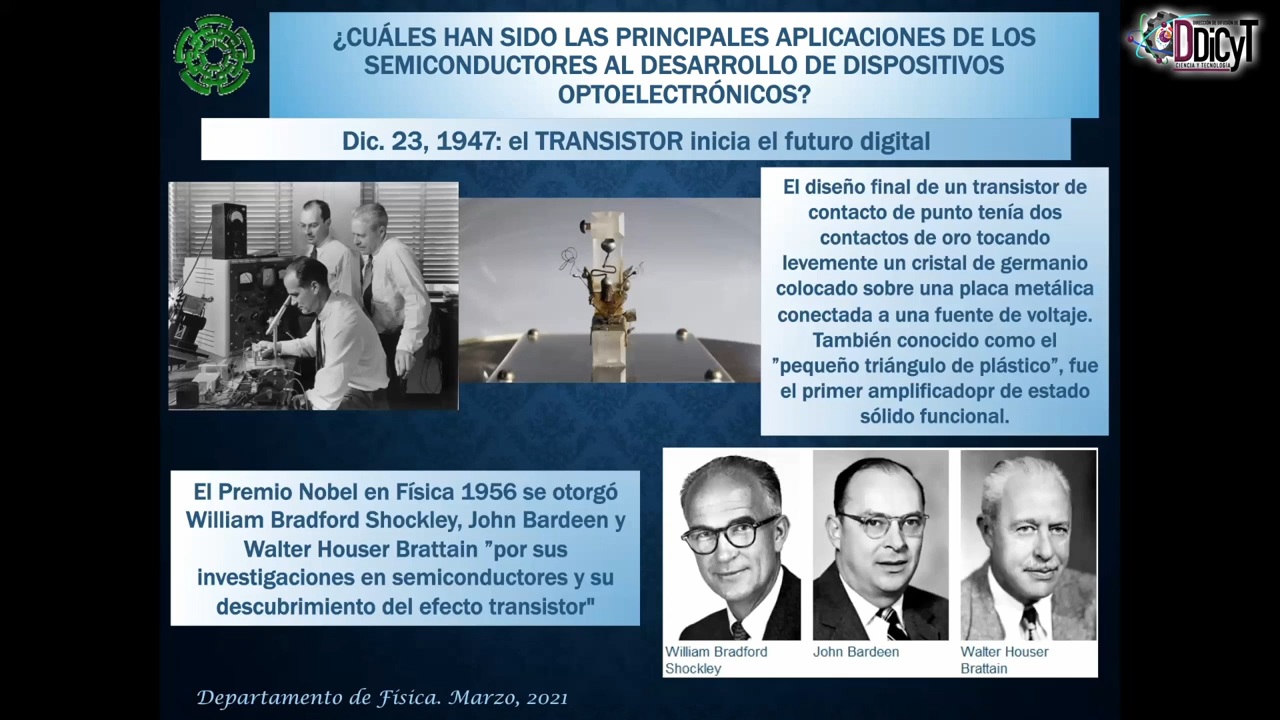 ¿CUÁLES HAN SIDO LAS PRINCIPALES APLICACIONES DE LOS
SEMICONDUCTORES AL DESARROLLO DE DISPOSITIVOS
OPTOELECTRÓNICOS?
DIRECCIÓN DE DIFUSIÓN DE
DDiCyT
CIENCIA Y TECNOLOGÍA
Dic. 23, 1947: el TRANSISTOR inicia el futuro digital
El diseño final de un transistor de
contacto de punto tenía dos
contactos de oro tocando
levemente un cristal de germanio
colocado sobre una placa metálica
conectada a una fuente de voltaje.
También conocido como el
”pequeño triángulo de plástico”, fue
el primer amplificadopr de estado
sólido funcional.
El Premio Nobel en Física 1956 se otorgó
William Bradford Shockley, John Bardeen y
Walter Houser Brattain ”por sus
investigaciones en semiconductores y su
descubrimiento del efecto transistor"
William Bradford
Shockley
John Bardeen
Walter Houser
Brattain
Departamento de Física. Marzo, 2021